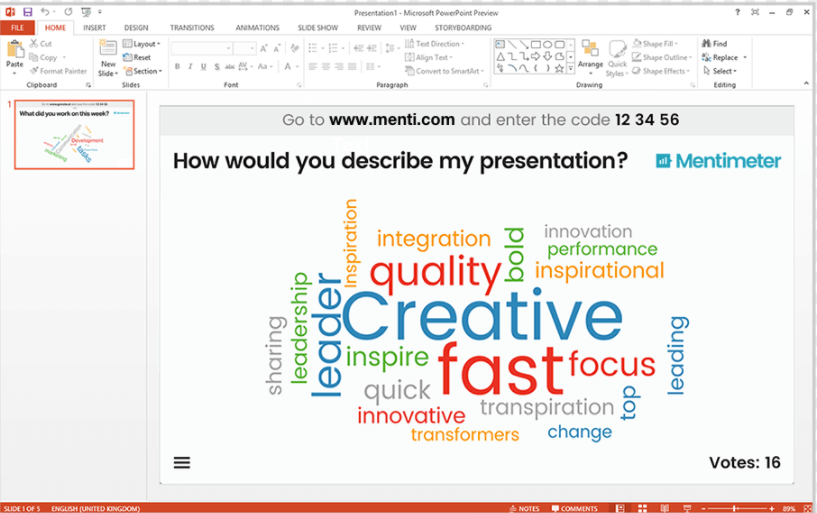 Presentation1 - Microsoft PowerPoint Preview
FILE HOME INSERT DESIGN TRANSITIONS ANIMATIONS SLIDE SHOW REVIEW VIEW STORYBOARDING
Paste
Cut
Copy
Format Painter
Clipboard
New Slide
Layout
Reset
Section
Slides
Font
Text Direction
Align Text
Convert to SmartArt
Paragraph
Arrange
Quick Styles
Shape Fill
Shape Outline
Shape Effects
Drawing
Find
Replace
Select
Editing
1
What did you work on this week?
Development
tasks
Go to www.menti.com and enter the code 12 34 56
How would you describe my presentation?
Mentimeter
Inspiration
integration
bold
innovation
performance
quality
inspirational
leadership
leader
Creative
sharing
inspire
fast
focus
leading
quick
transpiration
top
innovative
transformers
change
Votes: 16
SLIDE 1 OF 5 ENGLISH (UNITED KINGDOM) NOTES COMMENTS 89%